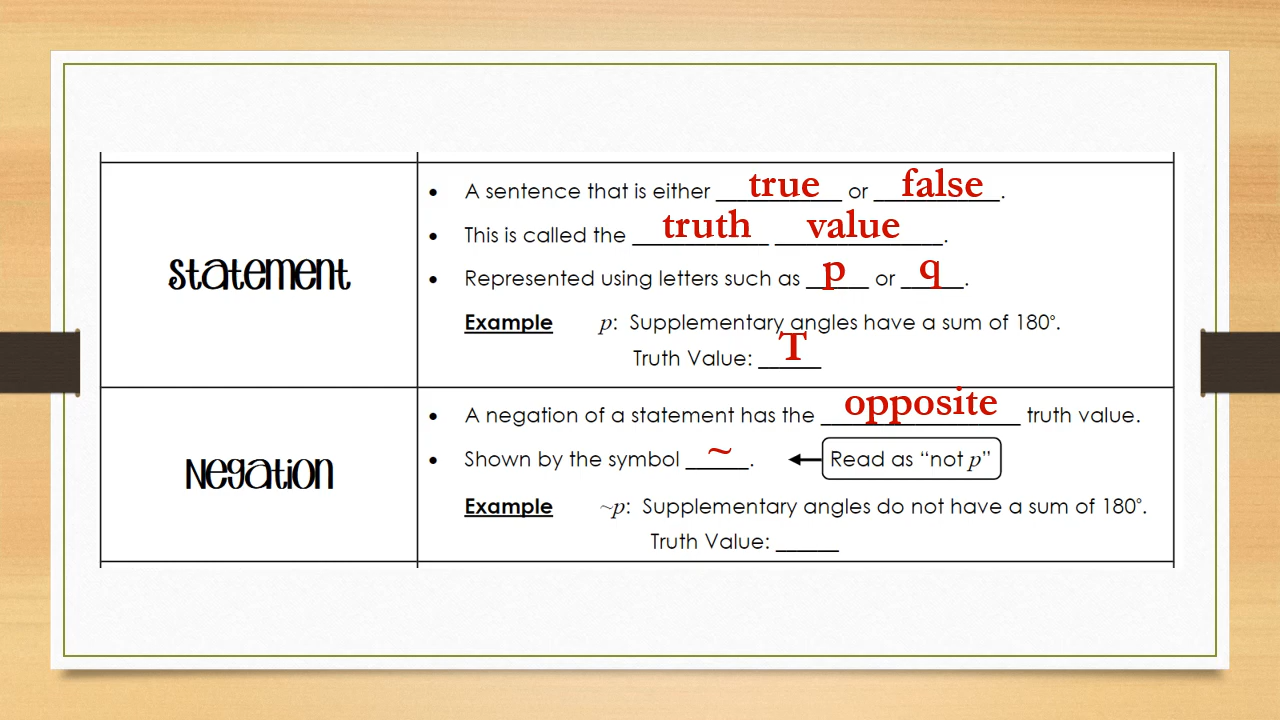 Statement
• A sentence that is either true or false.
• This is called the truth value.
• Represented using letters such as p or q.
Example p: Supplementary angles have a sum of 180°.
Truth Value: T
Negation
• A negation of a statement has the opposite truth value.
• Shown by the symbol ~. Read as “not p”
Example ~p: Supplementary angles do not have a sum of 180°.
Truth Value: ______